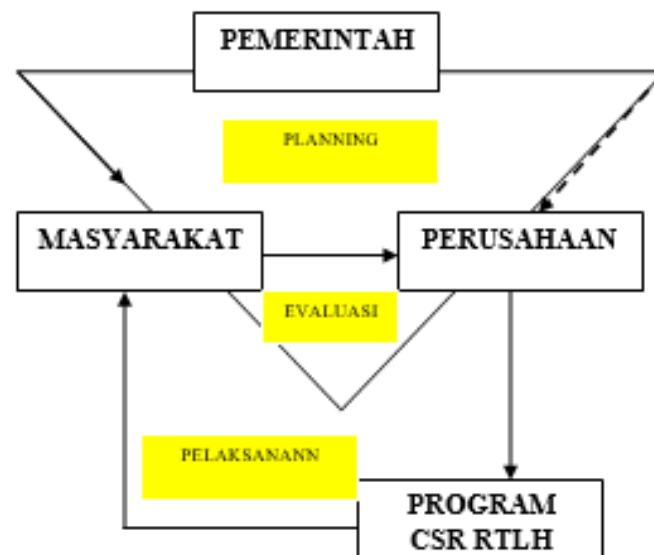 PEMERINTAH
PLANNING
MASYARAKAT
PERUSAHAAN
EVALUASI
PELAKSANANN
PROGRAM
CSR RTLH